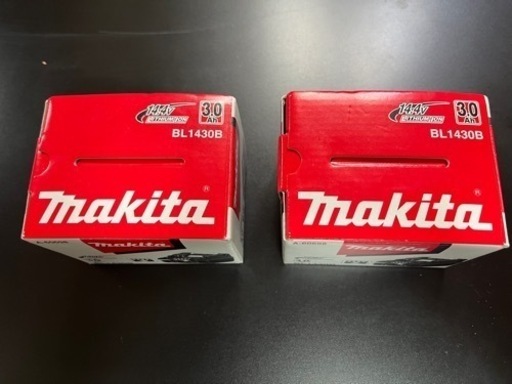 14.4V
LITHIUM-ION
3.0
Ah
BL1430B
makita®
14.4V
LITHIUM-ION
3.0
Ah
BL1430B
makita®